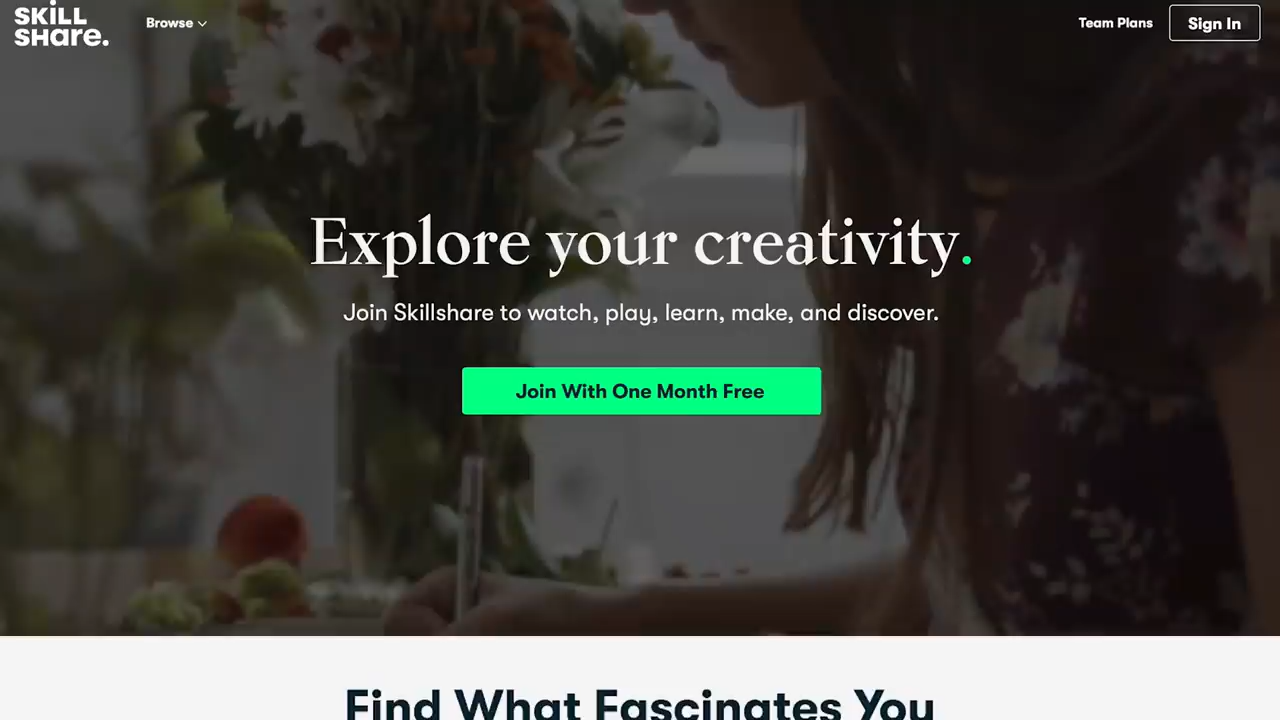 SKiLL
SHare.
Browse
Team Plans
Sign In
Explore your creativity.
Join Skillshare to watch, play, learn, make, and discover.
Join With One Month Free
Find What Fascinates You